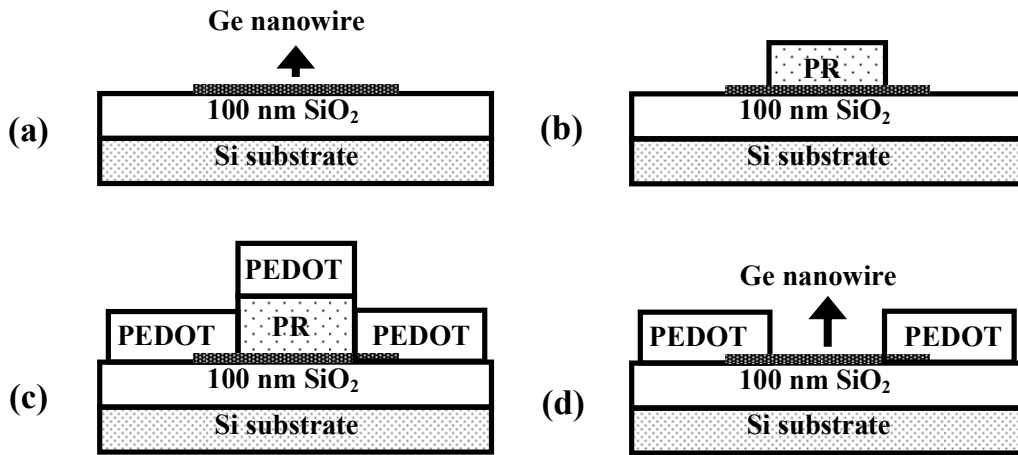 Ge nanowire
100 nm SiO₂
Si substrate
(a)
PR
100 nm SiO₂
Si substrate
(b)
PEDOT
PEDOT
PR
PEDOT
100 nm SiO₂
Si substrate
(c)
Ge nanowire
PEDOT
PEDOT
100 nm SiO₂
Si substrate
(d)